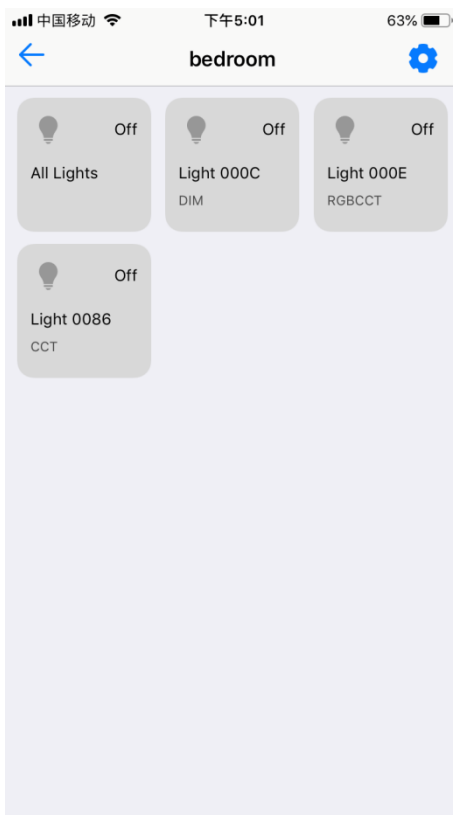 中国移动 下午5:01 63%
bedroom
Off Off Off
All Lights Light 000C Light 000E
DIM RGBCCT
Off
Light 0086
CCT